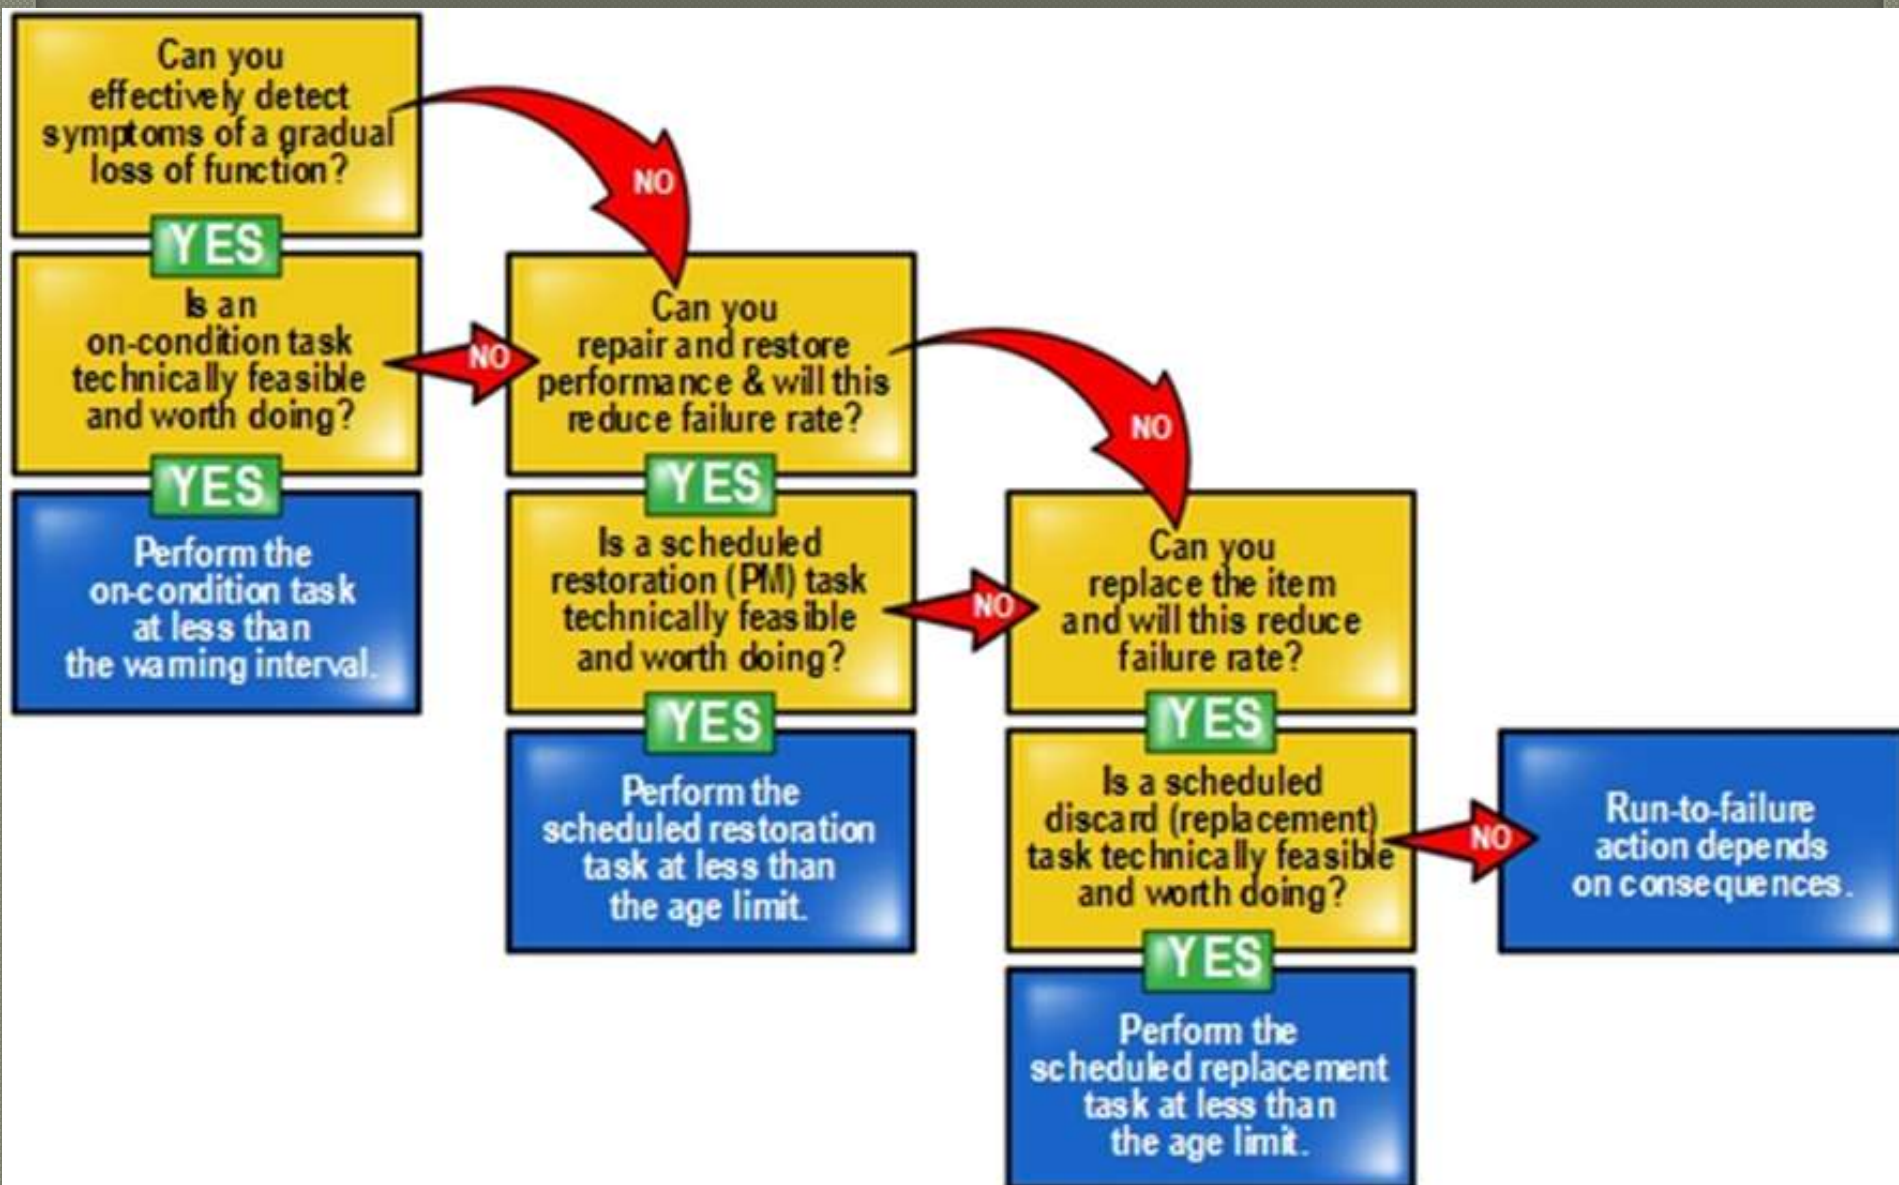 Can you
effectively detect
symptoms of a gradual
loss of function?
NO
YES
Is an
on-condition task
technically feasible
and worth doing?
NO
Can you
repair and restore
performance & will this
reduce failure rate?
NO
YES
Perform the
on-condition task
at less than
the warning interval.
YES
Is a scheduled
restoration (PM) task
technically feasible
and worth doing?
NO
Can you
replace the item
and will this reduce
failure rate?
YES
Perform the
scheduled restoration
task at less than
the age limit.
YES
Is a scheduled
discard (replacement)
task technically feasible
and worth doing?
NO
Run-to-failure
action depends
on consequences.
YES
Perform the
scheduled replacement
task at less than
the age limit.